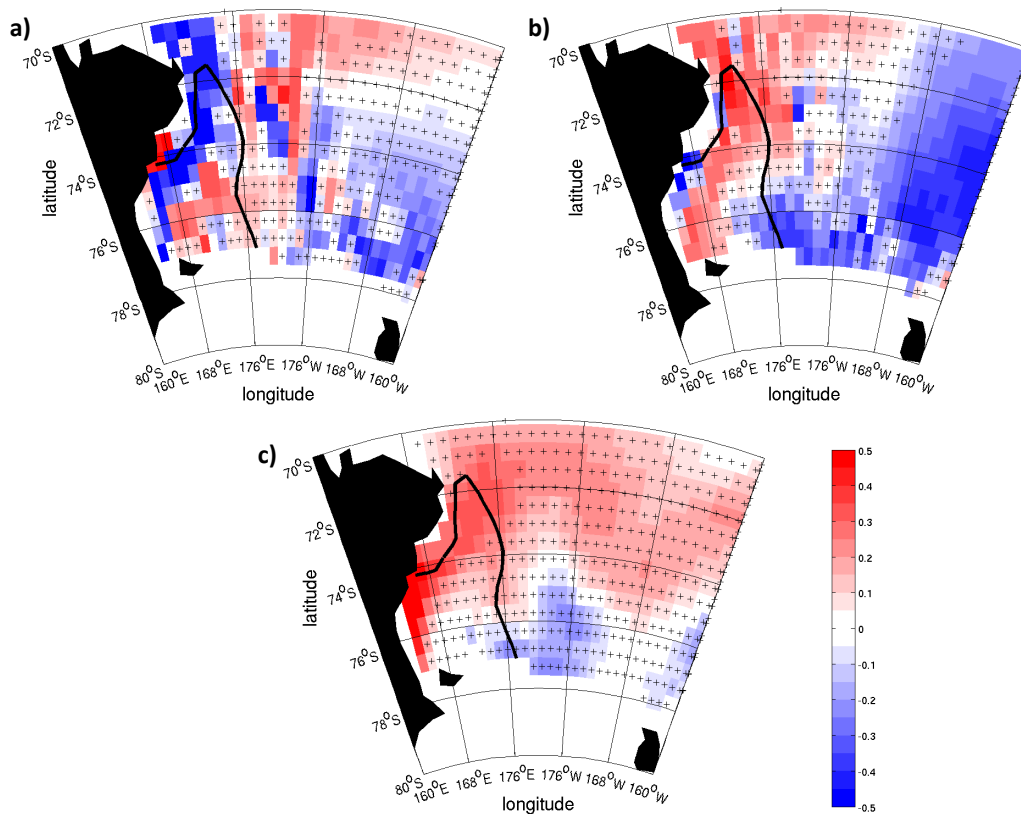 a)
70°S
72°S
74°S
76°S
78°S
80°S
160°E
168°E
176°E
176°W
168°W
160°W
latitude
longitude
b)
70°S
72°S
74°S
76°S
78°S
80°S
160°E
168°E
176°E
176°W
168°W
160°W
latitude
longitude
c)
70°S
72°S
74°S
76°S
78°S
80°S
160°E
168°E
176°E
176°W
168°W
160°W
latitude
longitude
0.5
0.4
0.3
0.2
0.1
0
-0.1
-0.2
-0.3
-0.4
-0.5